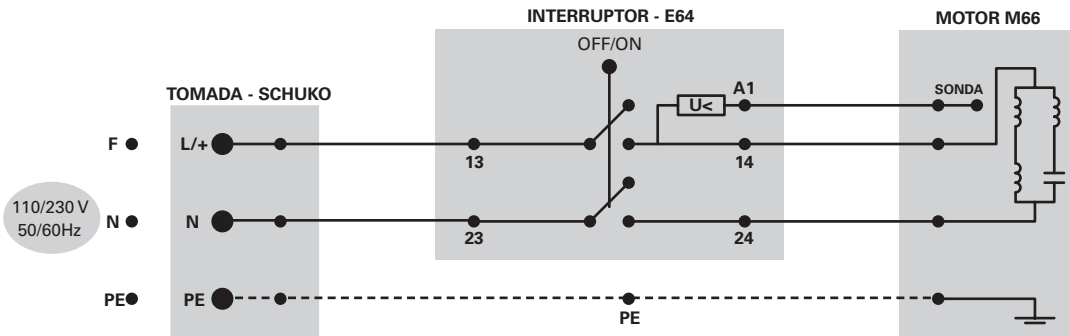 INTERRUPTOR - E64
MOTOR M66
OFF/ON
TOMADA - SCHUKO
A1
U<
SONDA
F
L/+
13
14
110/230 V
50/60Hz
N
N
23
24
PE
PE
PE